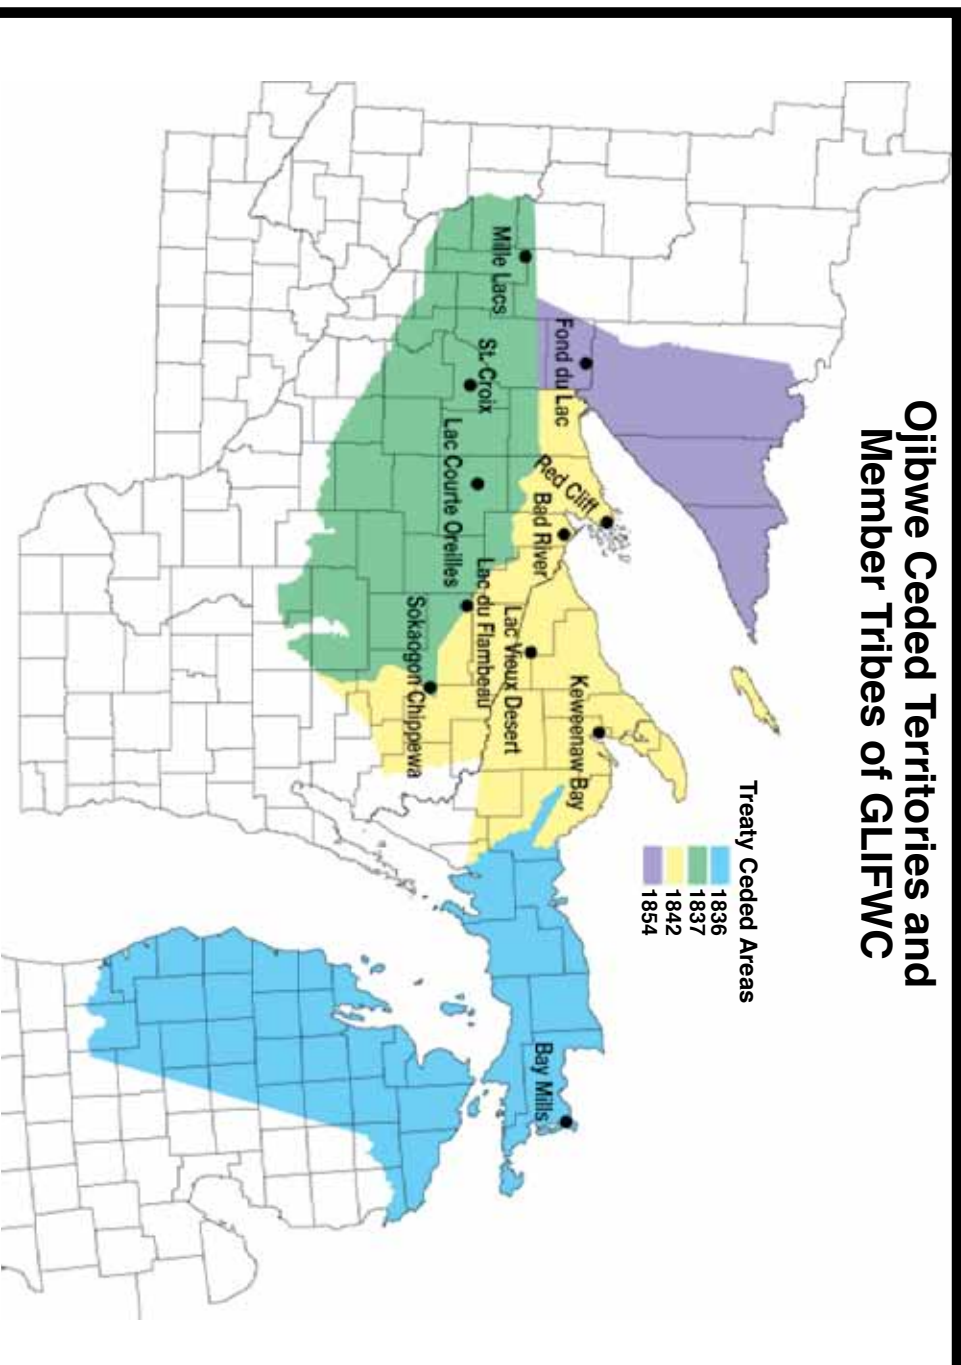 Ojibwe Ceded Territories and
Member Tribes of GLIFWC
Treaty Ceded Areas
1836
1837
1842
1854
Fond du Lac
Mille Lacs
St. Croix
Red Cliff
Bad River
Lac Courte Oreilles
Lac du Flambeau
Lac Vieux Desert
Sokaogon Chippewa
Keweenaw Bay
Bay Mills